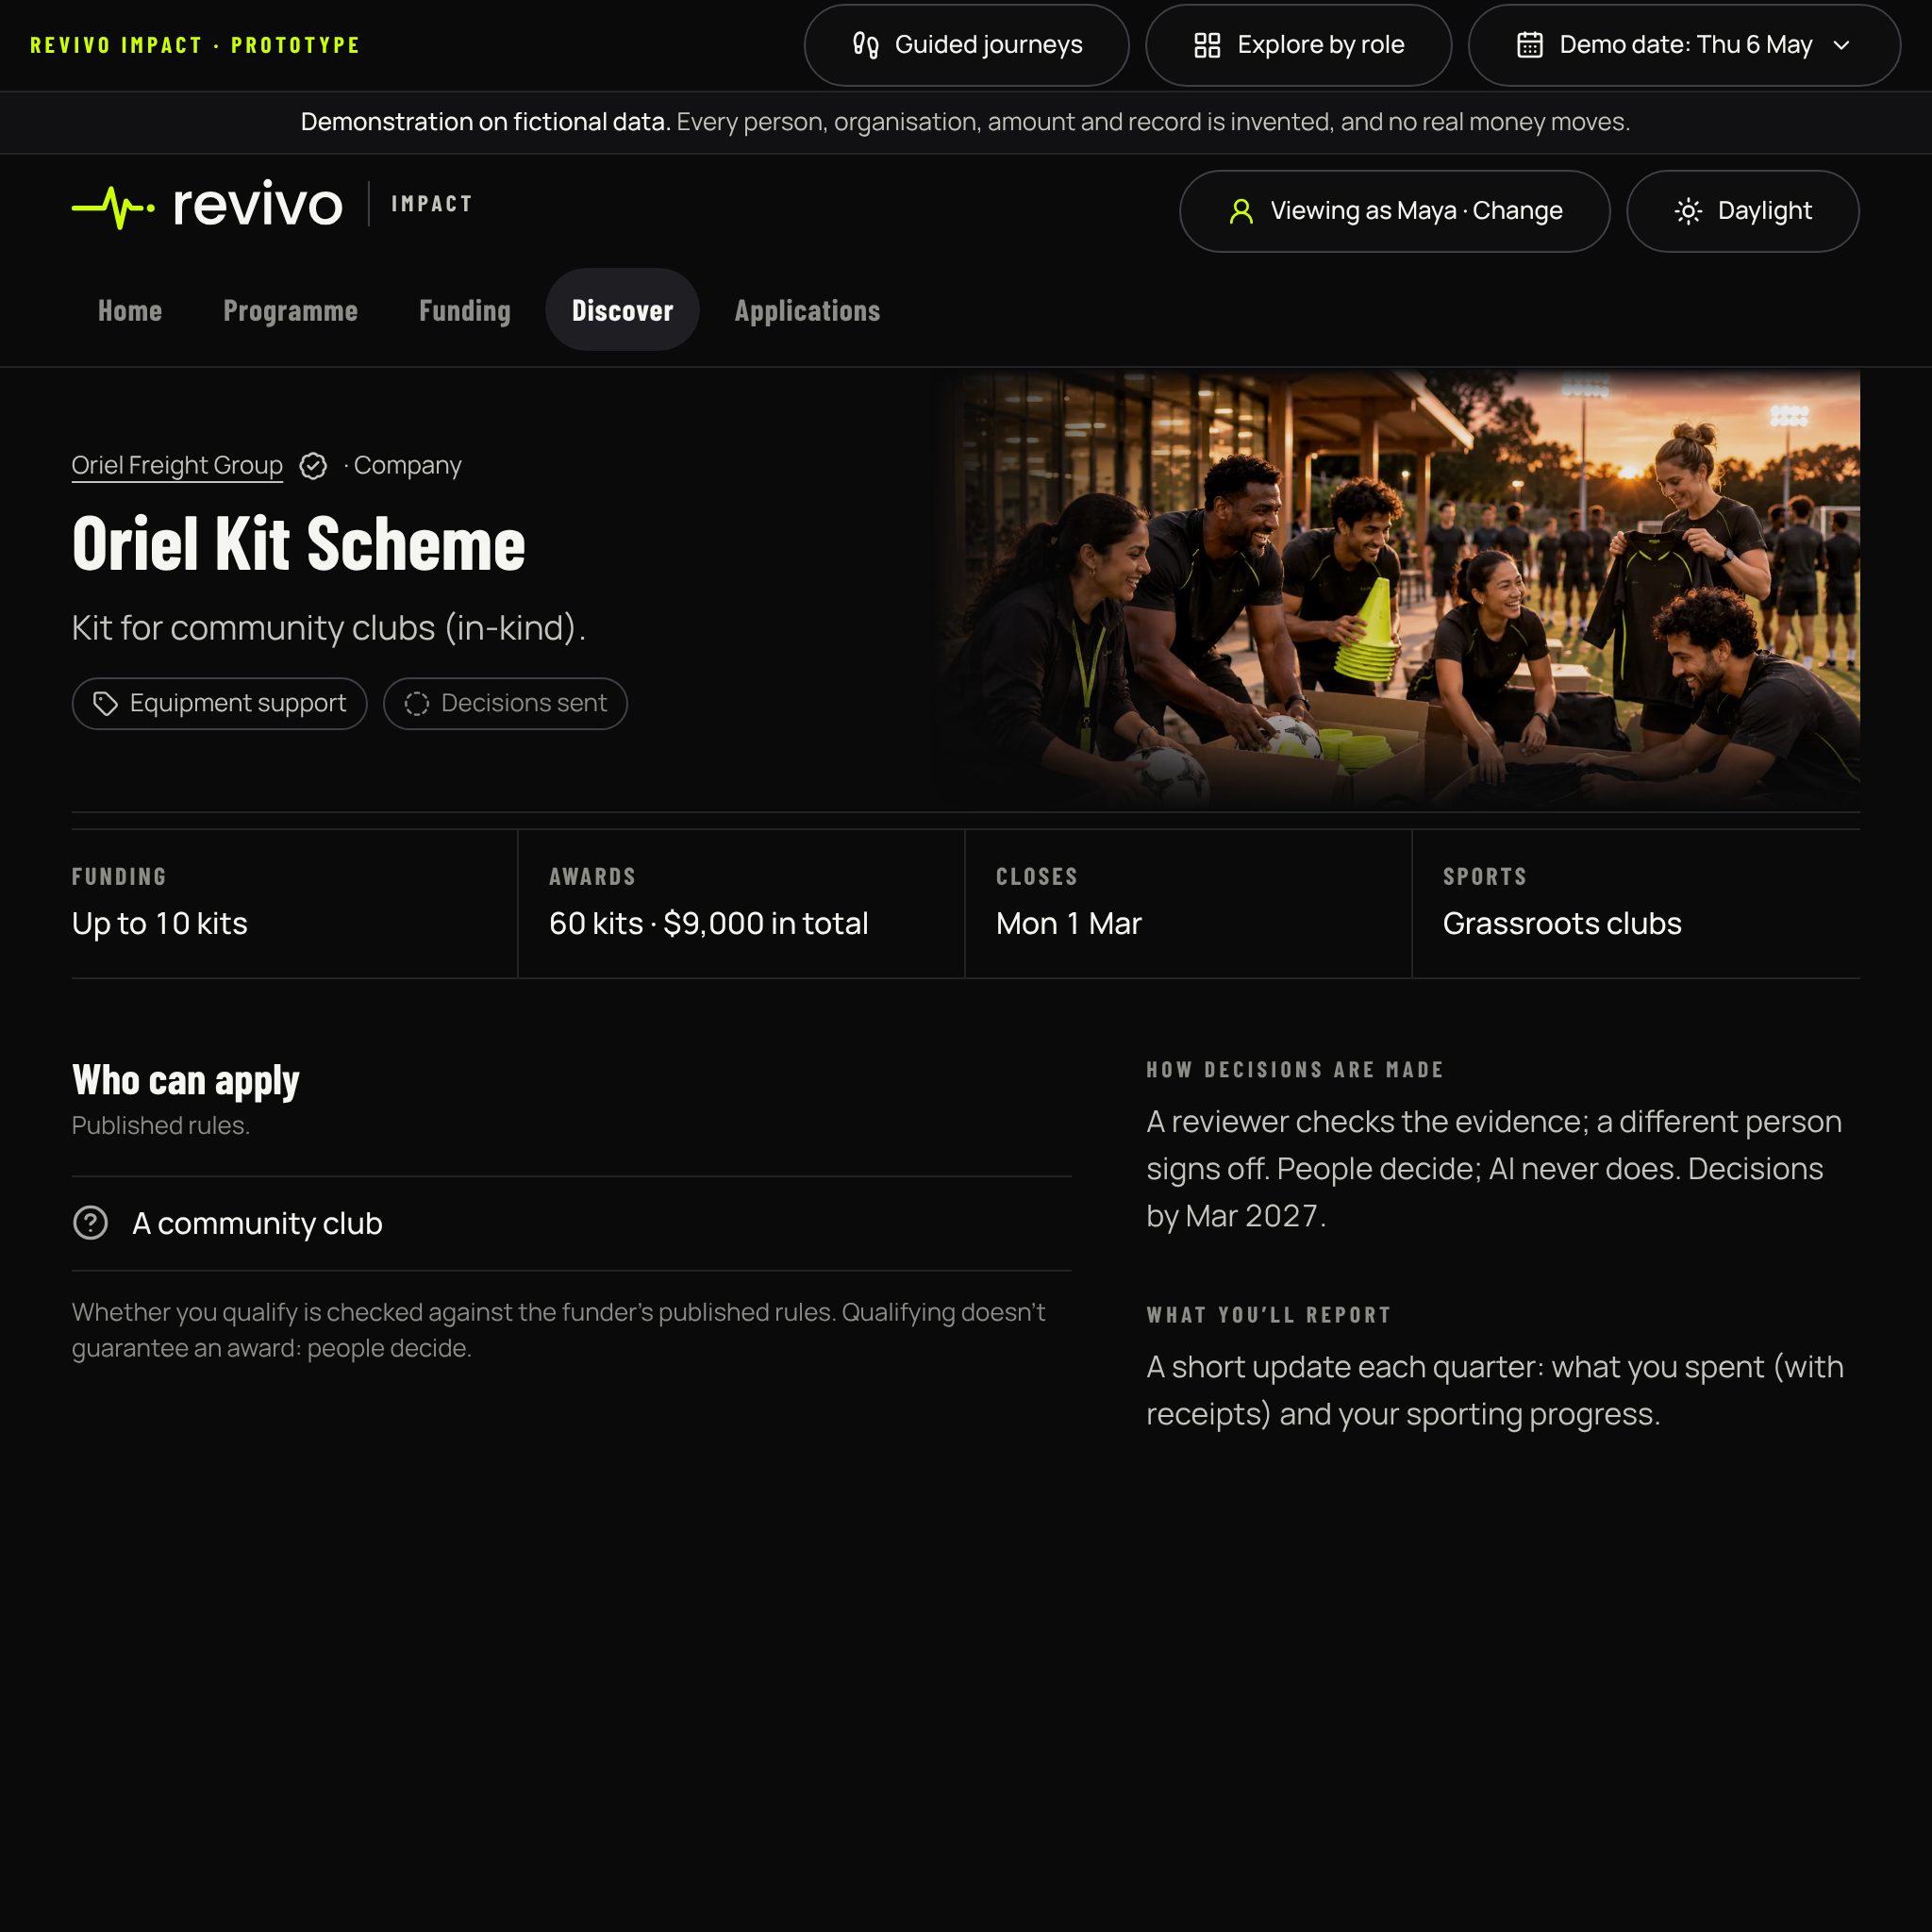 REVIVO IMPACT · PROTOTYPE
Guided journeys
Explore by role
Demo date: Thu 6 May
Demonstration on fictional data. Every person, organisation, amount and record is invented, and no real money moves.
revivo
IMPACT
Viewing as Maya · Change
Daylight
Home
Programme
Funding
Discover
Applications
Oriel Freight Group · Company
Oriel Kit Scheme
Kit for community clubs (in-kind).
Equipment support
Decisions sent
FUNDING
Up to 10 kits
AWARDS
60 kits · $9,000 in total
CLOSES
Mon 1 Mar
SPORTS
Grassroots clubs
Who can apply
Published rules.
A community club
Whether you qualify is checked against the funder’s published rules. Qualifying doesn’t
guarantee an award: people decide.
HOW DECISIONS ARE MADE
A reviewer checks the evidence; a different person
signs off. People decide; AI never does. Decisions
by Mar 2027.
WHAT YOU’LL REPORT
A short update each quarter: what you spent (with
receipts) and your sporting progress.